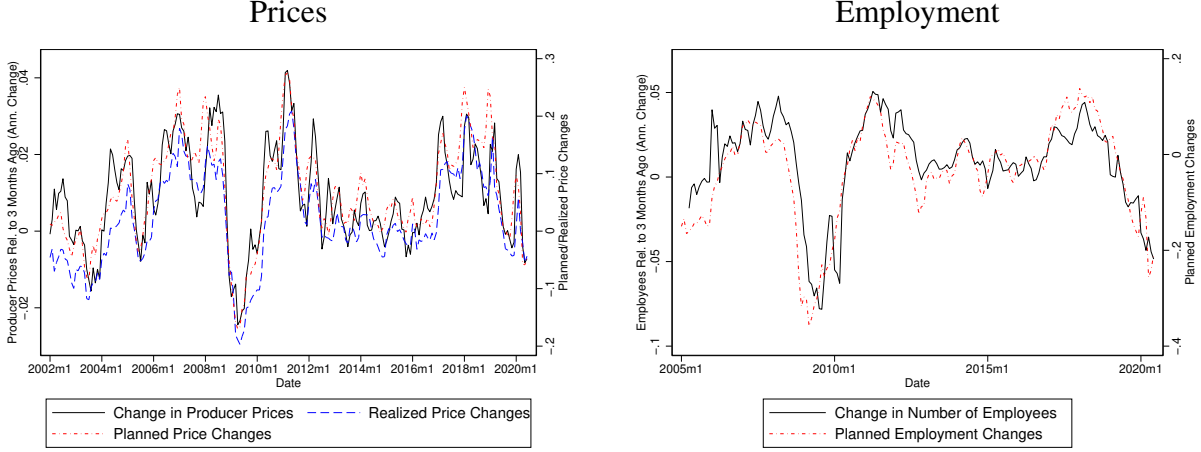 Prices
Employment
Producer Prices Rel. to 3 Months Ago (Ann. Change)
.04
.02
0
-.02
.3
.2
.1
0
-.1
-.2
Planned/Realized Price Changes
2002m1 2004m1 2006m1 2008m1 2010m1 2012m1 2014m1 2016m1 2018m1 2020m1
Date
Change in Producer Prices
Realized Price Changes
Planned Price Changes
Employees Rel. to 3 Months Ago (Ann. Change)
.05
0
-.05
-.1
.2
0
-.2
-.4
Planned Employment Changes
2005m1 2010m1 2015m1 2020m1
Date
Change in Number of Employees
Planned Employment Changes